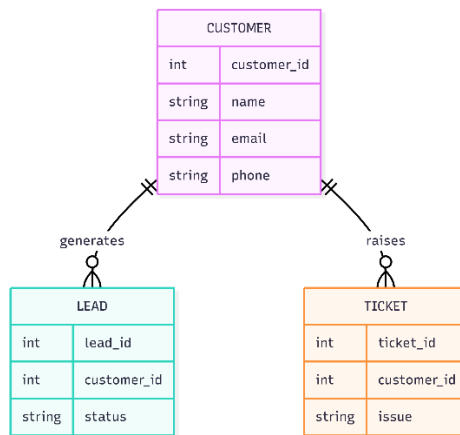 CUSTOMER
int customer_id
string name
string email
string phone
generates raises
LEAD TICKET
int lead_id int ticket_id
int customer_id int customer_id
string status string issue